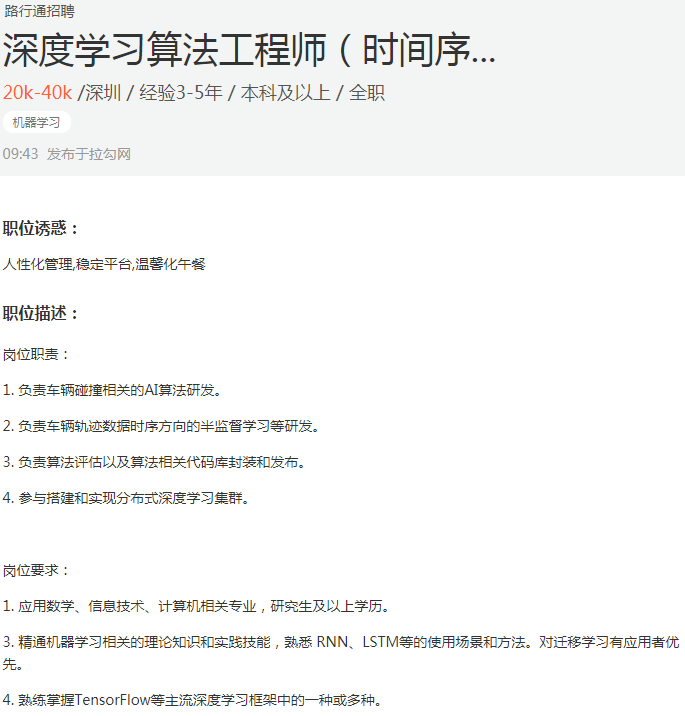 路行通招聘
深度学习算法工程师（时间序...
20k-40k /深圳 / 经验3-5年 / 本科及以上 / 全职
机器学习
09:43 发布于拉勾网
职位诱惑：
人性化管理,稳定平台,温馨化午餐
职位描述：
岗位职责：
1. 负责车辆碰撞相关的AI算法研发。
2. 负责车辆轨迹数据时序方向的半监督学习等研发。
3. 负责算法评估以及算法相关代码库封装和发布。
4. 参与搭建和实现分布式深度学习集群。
岗位要求：
1. 应用数学、信息技术、计算机相关专业，研究生及以上学历。
3. 精通机器学习相关的理论知识和实践技能，熟悉 RNN、LSTM等的使用场景和方法。对迁移学习有应用者优
先。
4. 熟练掌握TensorFlow等主流深度学习框架中的一种或多种。